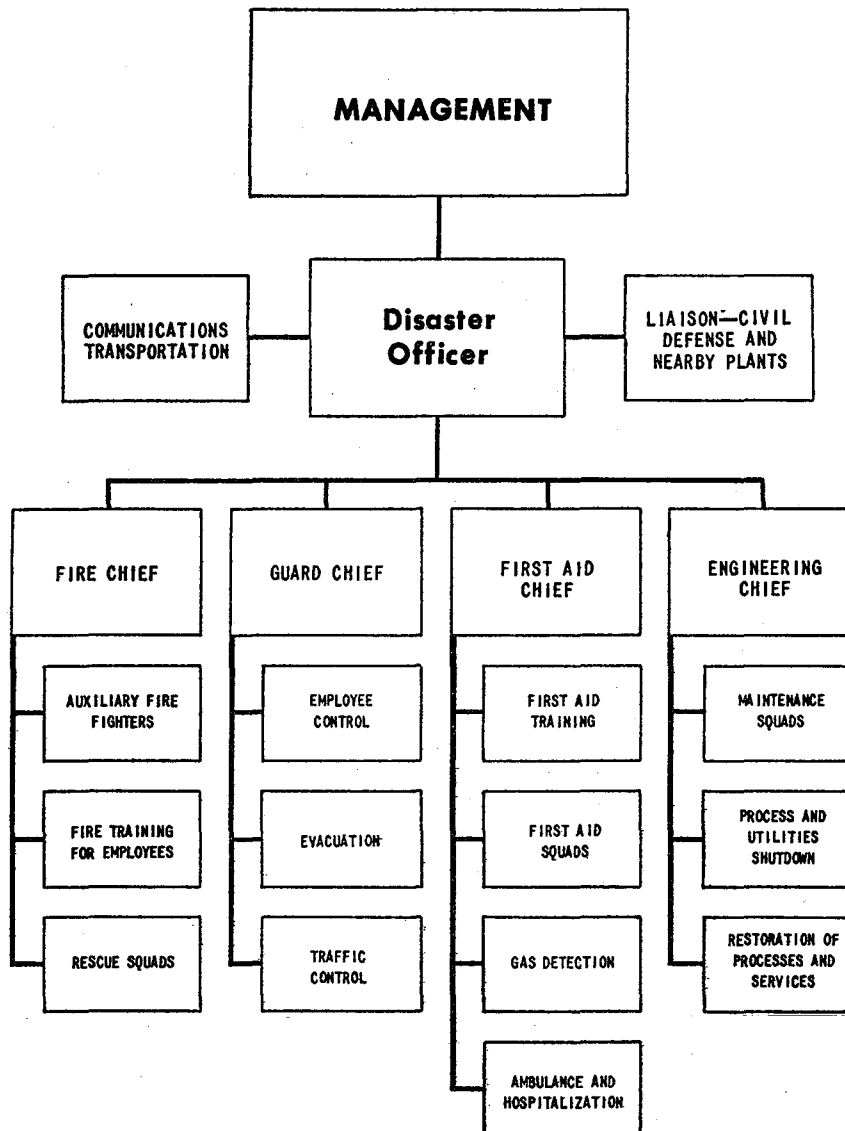 MANAGEMENT
COMMUNICATIONS
TRANSPORTATION
Disaster
Officer
LIAISON—CIVIL
DEFENSE AND
NEARBY PLANTS
FIRE CHIEF
GUARD CHIEF
FIRST AID
CHIEF
ENGINEERING
CHIEF
AUXILIARY FIRE
FIGHTERS
FIRE TRAINING
FOR EMPLOYEES
RESCUE SQUADS
EMPLOYEE
CONTROL
EVACUATION
TRAFFIC
CONTROL
FIRST AID
TRAINING
FIRST AID
SQUADS
GAS DETECTION
AMBULANCE AND
HOSPITALIZATION
MAINTENANCE
SQUADS
PROCESS AND
UTILITIES
SHUTDOWN
RESTORATION OF
PROCESSES AND
SERVICES